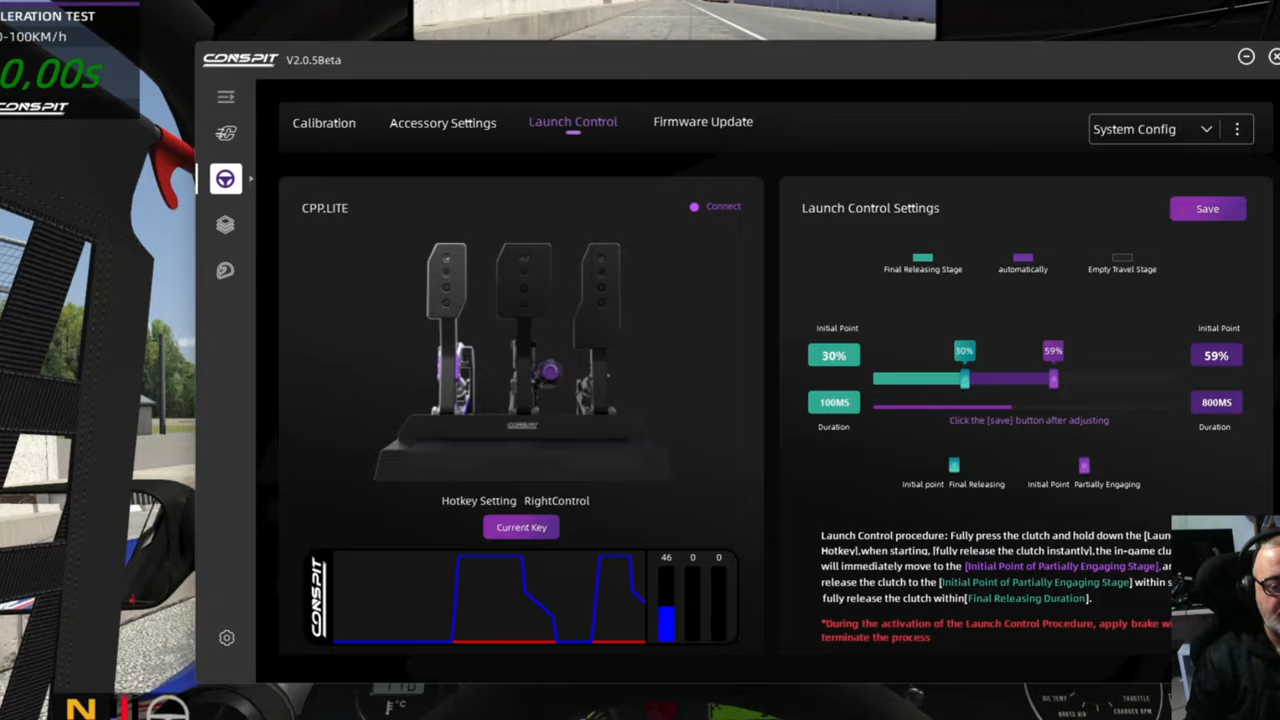 LERATION TEST
0-100KM/h
0,00s
CONSPIT
CONSPIT V2.0.5Beta
Calibration Accessory Settings Launch Control Firmware Update
System Config
CPP.LITE
Connect
CONSPIT
Hotkey Setting RightControl
Current Key
CONSPIT
46 0 0
Launch Control Settings
Save
Final Releasing Stage automatically Empty Travel Stage
Initial Point Initial Point
30% 30% 59% 59%
100MS 800MS
Duration Click the [save] button after adjusting Duration
Initial point Final Releasing Initial Point Partially Engaging
Launch Control procedure: Fully press the clutch and hold down the [Laun
Hotkey],when starting, [fully release the clutch instantly],the in-game clu
will immediately move to the [Initial Point of Partially Engaging Stage], a
release the clutch to the [Initial Point of Partially Engaging Stage] within s
fully release the clutch within[Final Releasing Duration].
*During the activation of the Launch Control Procedure, apply brake w
terminate the process
N
110
°C
OIL TEMP
THROTTLE